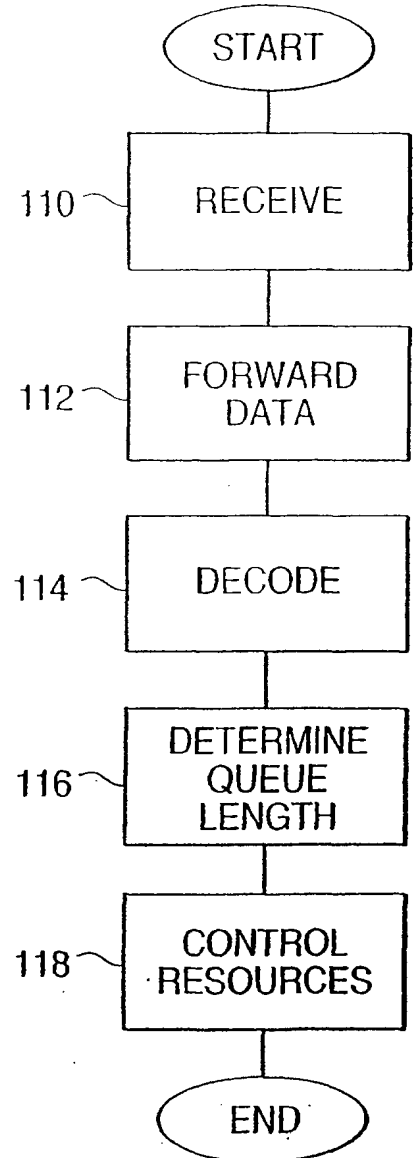 START
110
RECEIVE
112
FORWARD
DATA
114
DECODE
116
DETERMINE
QUEUE
LENGTH
118
CONTROL
RESOURCES
END